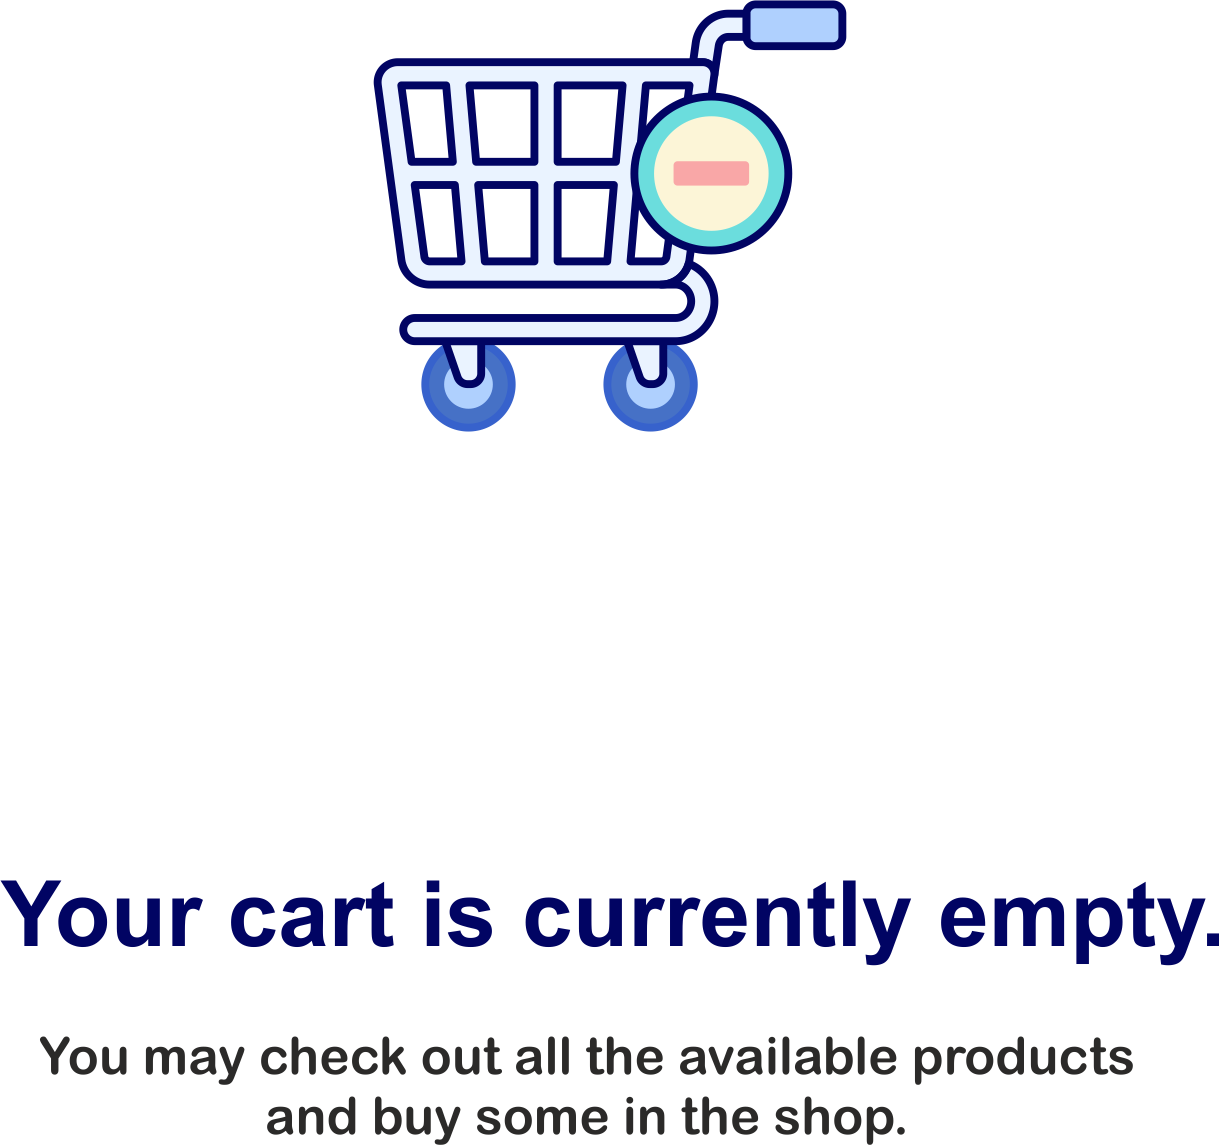 Your cart is currently empty.
You may check out all the available products
and buy some in the shop.